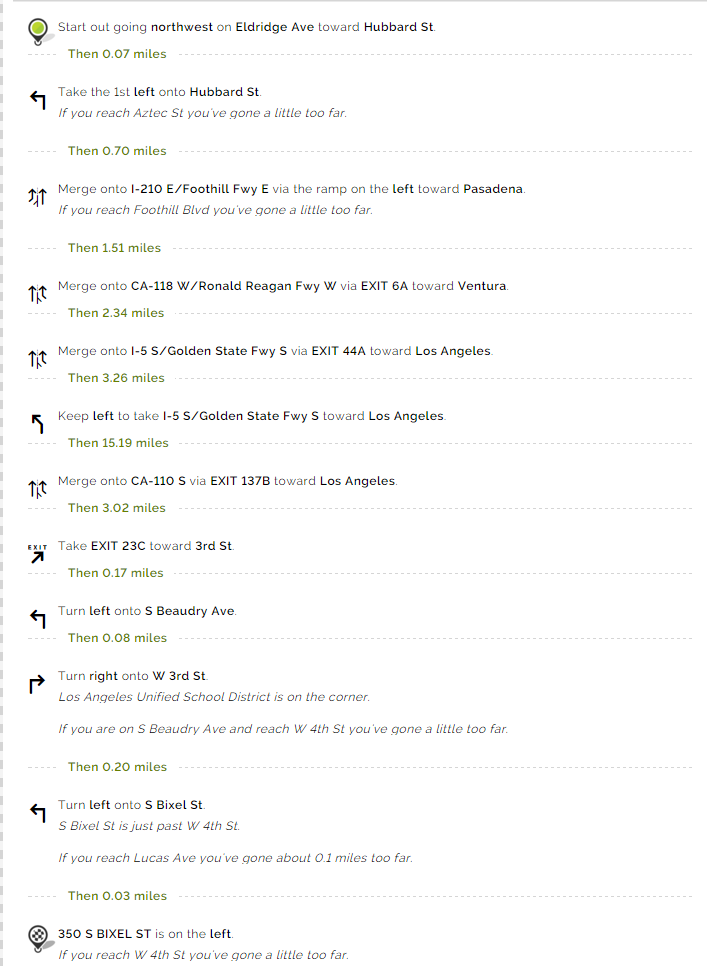 Start out going northwest on Eldridge Ave toward Hubbard St.
Then 0.07 miles
Take the 1st left onto Hubbard St.
If you reach Aztec St you've gone a little too far.
Then 0.70 miles
Merge onto I-210 E/Foothill Fwy E via the ramp on the left toward Pasadena.
If you reach Foothill Blvd you've gone a little too far.
Then 1.51 miles
Merge onto CA-118 W/Ronald Reagan Fwy W via EXIT 6A toward Ventura.
Then 2.34 miles
Merge onto I-5 S/Golden State Fwy S via EXIT 44A toward Los Angeles.
Then 3.26 miles
Keep left to take I-5 S/Golden State Fwy S toward Los Angeles.
Then 15.19 miles
Merge onto CA-110 S via EXIT 137B toward Los Angeles.
Then 3.02 miles
EXIT
Take EXIT 23C toward 3rd St.
Then 0.17 miles
Turn left onto S Beaudry Ave.
Then 0.08 miles
Turn right onto W 3rd St.
Los Angeles Unified School District is on the corner.
If you are on S Beaudry Ave and reach W 4th St you've gone a little too far.
Then 0.20 miles
Turn left onto S Bixel St.
S Bixel St is just past W 4th St.
If you reach Lucas Ave you've gone about 0.1 miles too far.
Then 0.03 miles
350 S BIXEL ST is on the left.
If you reach W 4th St you've gone a little too far.